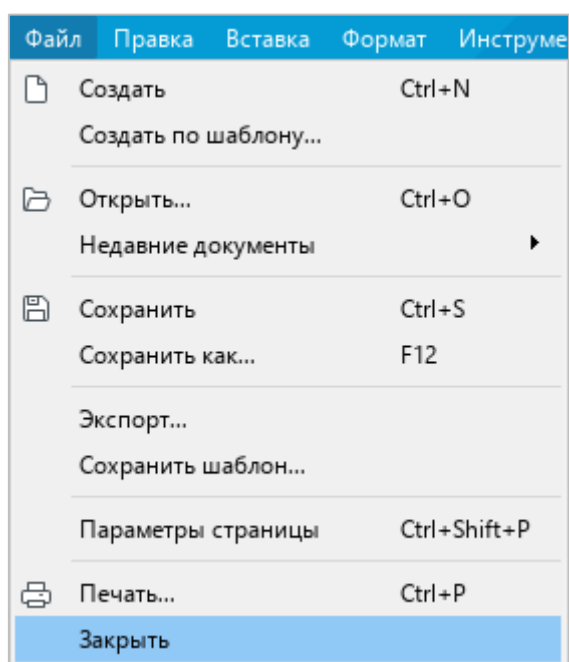 Файл Правка Вставка Формат Инструме
Создать Ctrl+N
Создать по шаблону...
Открыть... Ctrl+O
Недавние документы
Сохранить Ctrl+S
Сохранить как... F12
Экспорт...
Сохранить шаблон...
Параметры страницы Ctrl+Shift+P
Печать... Ctrl+P
Закрыть